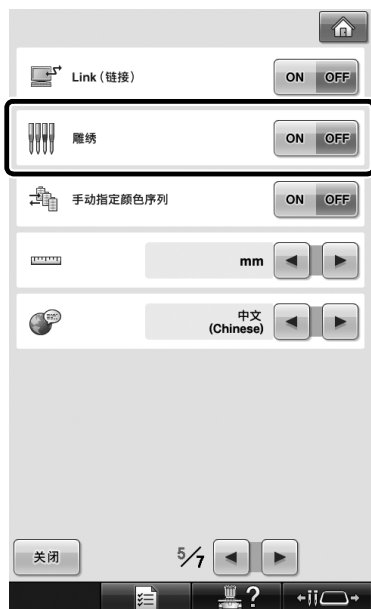 Link (链接)
ON OFF
雕绣
ON OFF
手动指定颜色序列
ON OFF
mm
中文
(Chinese)
关闭
5/7
?